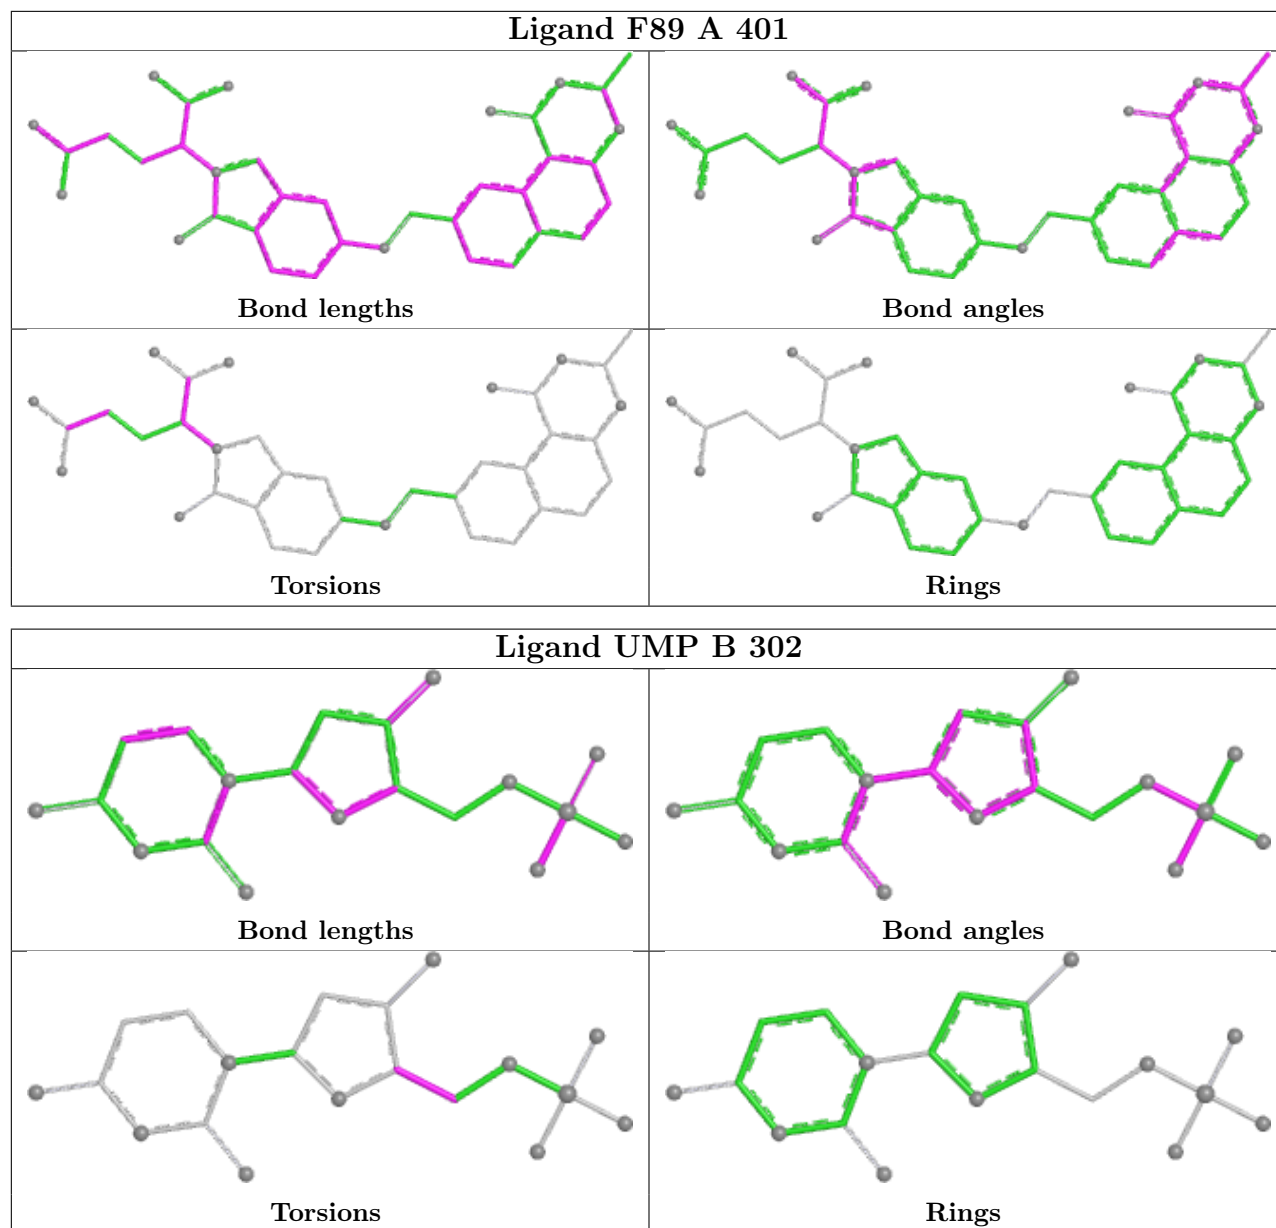 Ligand F89 A 401
Bond lengths
Bond angles
Torsions
Rings
Ligand UMP B 302
Bond lengths
Bond angles
Torsions
Rings